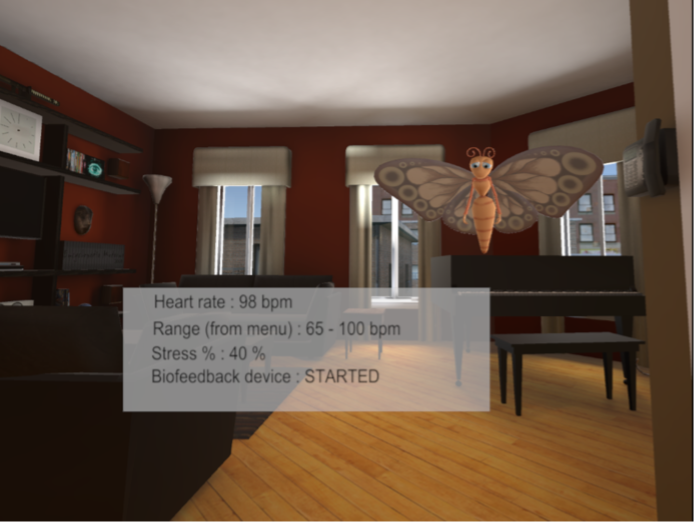 Heart rate : 98 bpm
Range (from menu) : 65 - 100 bpm
Stress % : 40 %
Biofeedback device : STARTED